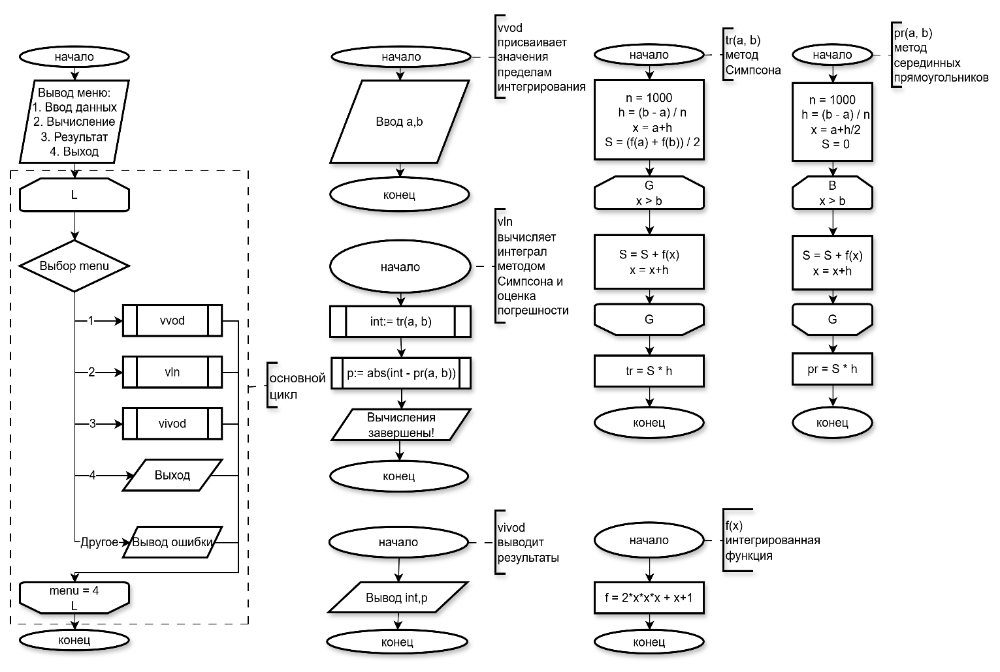 начало
Вывод меню:
1. Ввод данных
2. Вычисление
3. Результат
4. Выход
L
Выбор menu
1
vvod
2
vln
3
vivod
4
Выход
Другое
Вывод ошибки
menu = 4
L
конец
основной
цикл
начало
vvod
присваивает
значения
пределам
интегрирования
Ввод a,b
конец
начало
vln
вычисляет
интеграл
методом
Симпсона и
оценка
погрешности
int:= tr(a, b)
p:= abs(int - pr(a, b))
Вычисления
завершены!
конец
начало
vivod
выводит
результаты
Вывод int,p
конец
начало
tr(a, b)
метод
Симпсона
n = 1000
h = (b - a) / n
x = a+h
S = (f(a) + f(b)) / 2
G
x > b
S = S + f(x)
x = x+h
G
tr = S * h
конец
начало
f(x)
интегрированная
функция
f = 2*x*x*x + x+1
конец
начало
pr(a, b)
метод
серединных
прямоугольников
n = 1000
h = (b - a) / n
x = a+h/2
S = 0
B
x > b
S = S + f(x)
x = x+h
G
pr = S * h
конец